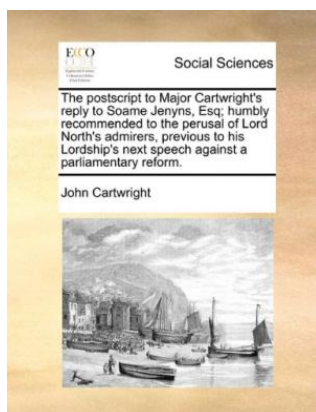 ECCO
Social Sciences
The postscript to Major Cartwright's
reply to Soame Jenyns, Esq; humbly
recommended to the perusal of Lord
North's admirers, previous to his
Lordship's next speech against a
parliamentary reform.
John Cartwright